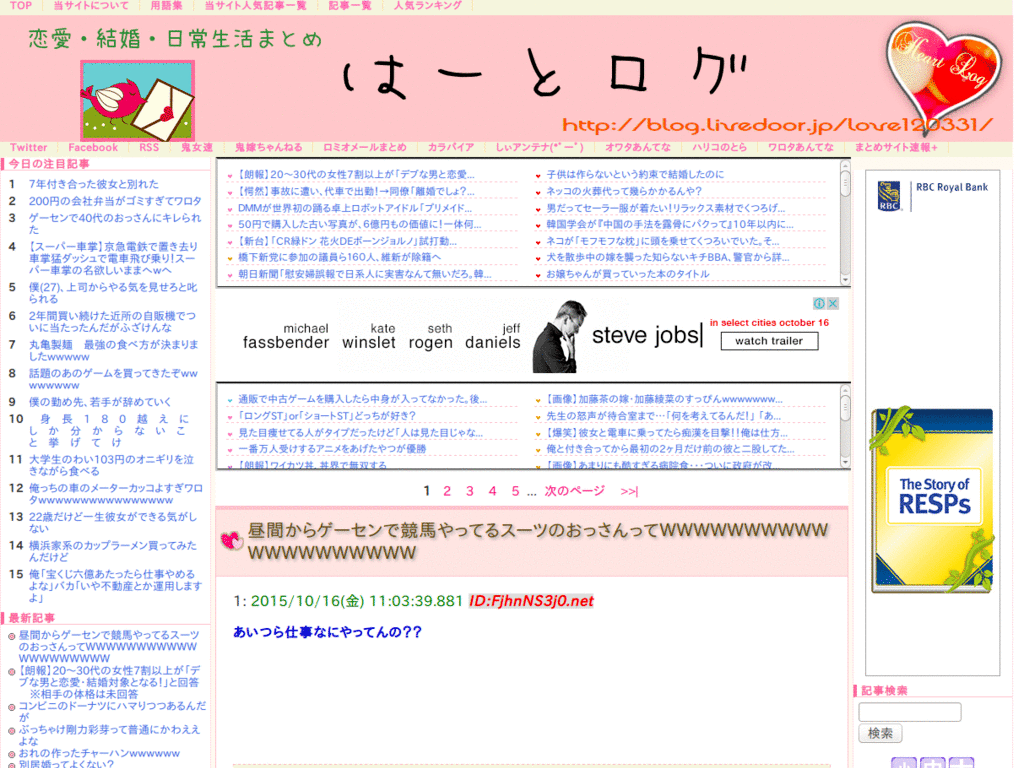 TOP 当サイトについて 用語集 当サイト人気記事一覧 記事一覧 人気ランキング
恋愛・結婚・日常生活まとめ
はーとログ
Heart Log
http://blog.livedoor.jp/love120331/
Twitter Facebook RSS 鬼女速 鬼嫁ちゃんねる ロミオメールまとめ カラパイア しぃアンテナ(*ﾟーﾟ) オワタあんてな ハリコのとら ワロタあんてな まとめサイト速報+
今日の注目記事
1 7年付き合った彼女と別れた
2 200円の会社弁当がゴミすぎてワロタ
3 ゲーセンで40代のおっさんにキレられ
た
4 【スーパー車掌】京急電鉄で置き去り
車掌猛ダッシュで電車飛び乗り！スー
パー車掌の名欲しいままへwへ
5 僕(27)、上司からやる気を見せろと叱
られる
6 2年間買い続けた近所の自販機でつ
いに当たったんだがふざけんな
7 丸亀製麺　最強の食べ方が決まりま
したwwwww
8 話題のあのゲームを買ってきたぞww
wwwwww
9 僕の勤め先、若手が辞めていく
10 身 長 1 8 0 越 え に
し か 分 か ら な い こ
と 挙 げ て け
11 大学生のわい103円のオニギリを泣
きながら食べる
12 俺っちの車のメーターカッコよすぎワロ
タwwwwwwwwwwwwwwww
13 22歳だけど一生彼女ができる気がし
ない
14 横浜家系のカップラーメン買ってみた
んだけど
15 俺「宝くじ六億あたったら仕事やめる
よな」バカ「いや不動産とか運用します
よ」
最新記事
昼間からゲーセンで競馬やってるスーツ
のおっさんってWWWWWWWWWWW
WWWWWWWWW
【朗報】20～30代の女性7割以上が「デ
ブな男と恋愛・結婚対象となる！」と回答
※相手の体格は未回答
コンビニのドーナツにハマりつつあるんだ
が
ぶっちゃけ剛力彩芽って普通にかわええ
よな
おれの作ったチャーハンwwwwww
別居婚ってよくない？
【朗報】20～30代の女性7割以上が「デブな男と恋愛...
【愕然】事故に遭い、代車で出勤！→同僚「離婚でしょ？...
DMMが世界初の踊る卓上ロボットアイドル「プリメイド...
50円で購入した古い写真が、6億円もの価値に！一体何...
【新台】「CR緑ドン 花火DEボーンジョルノ」試打動...
橋下新党に参加の議員ら160人、維新が除籍へ
朝日新聞「慰安婦誤報で日系人に実害なんて無いだろ。韓...
子供は作らないという約束で結婚したのに
ネッコの火葬代って幾らかかるんや？
男だってセーラー服が着たい！リラックス素材でくつろげ...
韓国学会が『中国の手法を露骨にパクって』10年以内に...
ネコが「モフモフな枕」に頭を乗せてくつろいでいた。そ...
犬を散歩中の嫁を襲った知らないキチBBA、警官から詳...
お嬢ちゃんが買っていった本のタイトル
michael fassbender kate winslet seth rogen jeff daniels
steve jobs
in select cities october 16
watch trailer
通販で中古ゲームを購入したら中身が入ってなかった。後...
「ロングST」or「ショートST」どっちが好き？
見た目痩せてる人がタイプだったけど「人は見た目じゃな...
一番万人受けするアニメをあげたやつが優勝
【朗報】ワイカツ丼、丼界で無双する
【画像】加藤茶の嫁・加藤綾菜のすっぴんwwwwwww...
先生の怒声が待合室まで…「何を考えてるんだ！」「あ...
【爆笑】彼女と電車に乗ってたら痴漢を目撃！！俺は仕方...
俺と付き合ってから最初の2ヶ月だけ前の彼と二股してた...
【画像】あまりにも酷すぎる病院食・・・ついに政府が改...
1 2 3 4 5 ... 次のページ >>|
昼間からゲーセンで競馬やってるスーツのおっさんってWWWWWWWWWW
WWWWWWWWWW
1: 2015/10/16(金) 11:03:39.881 ID:FjhnNS3j0.net
あいつら仕事なにやってんの？？
RBC
RBC Royal Bank
The Story of
RESPs
記事検索
検索
小 中 大